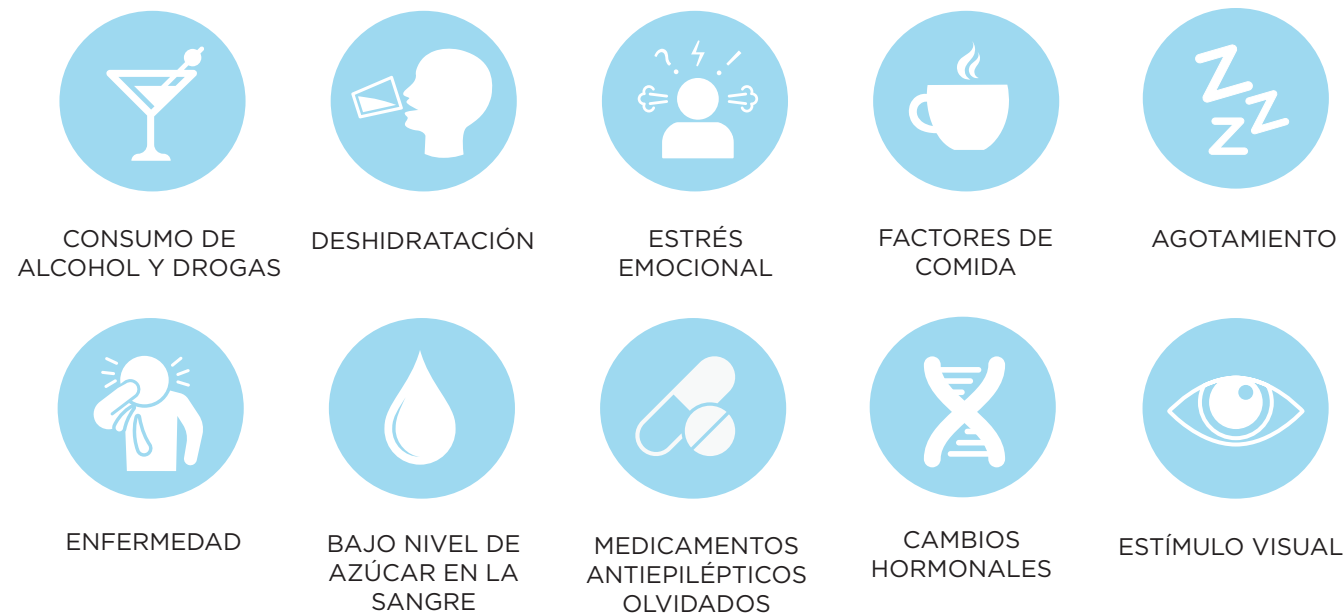 CONSUMO DE
ALCOHOL Y DROGAS
DESHIDRATACIÓN
ESTRÉS
EMOCIONAL
FACTORES DE
COMIDA
AGOTAMIENTO
ENFERMEDAD
BAJO NIVEL DE
AZÚCAR EN LA
SANGRE
MEDICAMENTOS
ANTIEPILÉPTICOS
OLVIDADOS
CAMBIOS
HORMONALES
ESTÍMULO VISUAL